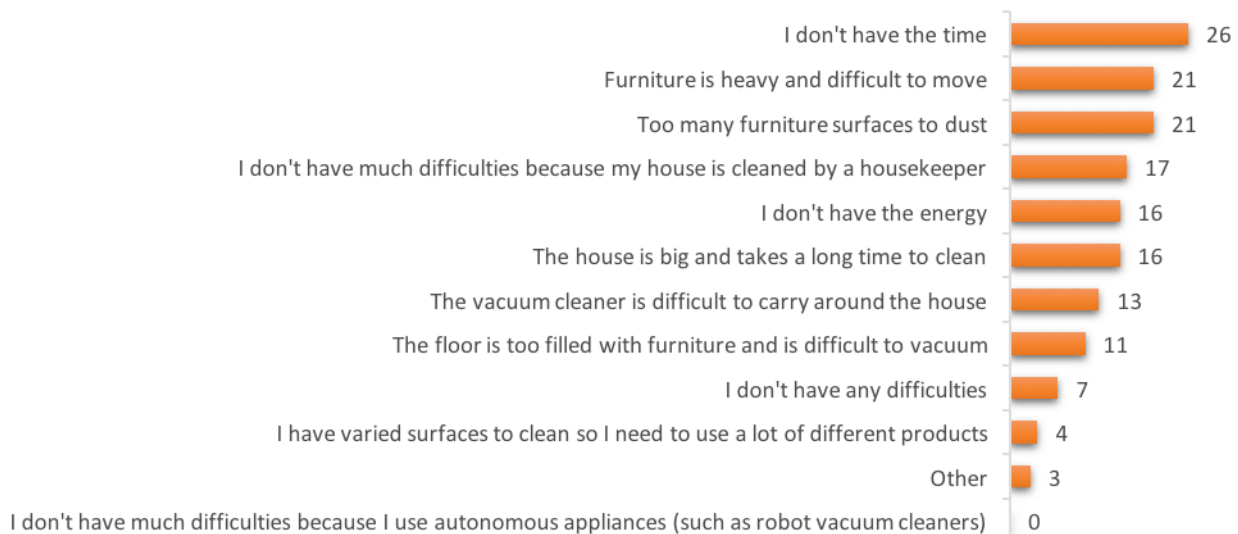 I don't have the time 26
Furniture is heavy and difficult to move 21
Too many furniture surfaces to dust 21
I don't have much difficulties because my house is cleaned by a housekeeper 17
I don't have the energy 16
The house is big and takes a long time to clean 16
The vacuum cleaner is difficult to carry around the house 13
The floor is too filled with furniture and is difficult to vacuum 11
I don't have any difficulties 7
I have varied surfaces to clean so I need to use a lot of different products 4
Other 3
I don't have much difficulties because I use autonomous appliances (such as robot vacuum cleaners) 0